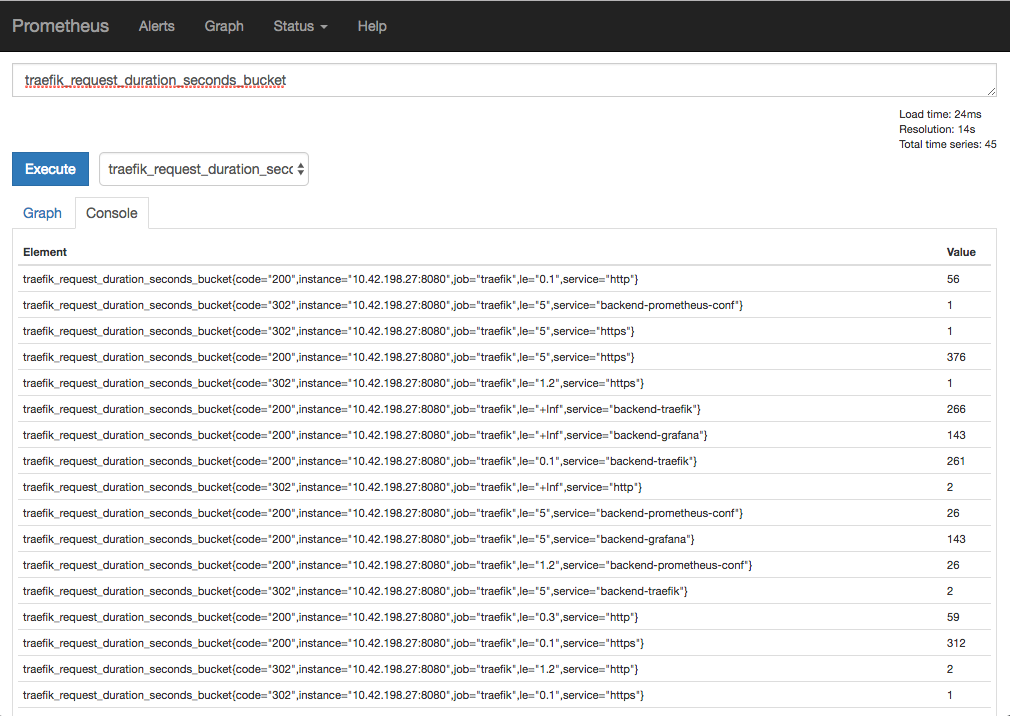 Prometheus Alerts Graph Status Help
traefik_request_duration_seconds_bucket
Load time: 24ms
Resolution: 14s
Total time series: 45
Execute traefik_request_duration_secc
Graph Console
Element Value
traefik_request_duration_seconds_bucket{code="200",instance="10.42.198.27:8080",job="traefik",le="0.1",service="http"} 56
traefik_request_duration_seconds_bucket{code="302",instance="10.42.198.27:8080",job="traefik",le="5",service="backend-prometheus-conf"} 1
traefik_request_duration_seconds_bucket{code="302",instance="10.42.198.27:8080",job="traefik",le="5",service="https"} 1
traefik_request_duration_seconds_bucket{code="200",instance="10.42.198.27:8080",job="traefik",le="5",service="https"} 376
traefik_request_duration_seconds_bucket{code="302",instance="10.42.198.27:8080",job="traefik",le="1.2",service="https"} 1
traefik_request_duration_seconds_bucket{code="200",instance="10.42.198.27:8080",job="traefik",le="+Inf",service="backend-traefik"} 266
traefik_request_duration_seconds_bucket{code="200",instance="10.42.198.27:8080",job="traefik",le="+Inf",service="backend-grafana"} 143
traefik_request_duration_seconds_bucket{code="200",instance="10.42.198.27:8080",job="traefik",le="0.1",service="backend-traefik"} 261
traefik_request_duration_seconds_bucket{code="302",instance="10.42.198.27:8080",job="traefik",le="+Inf",service="http"} 2
traefik_request_duration_seconds_bucket{code="200",instance="10.42.198.27:8080",job="traefik",le="5",service="backend-prometheus-conf"} 26
traefik_request_duration_seconds_bucket{code="200",instance="10.42.198.27:8080",job="traefik",le="5",service="backend-grafana"} 143
traefik_request_duration_seconds_bucket{code="200",instance="10.42.198.27:8080",job="traefik",le="1.2",service="backend-prometheus-conf"} 26
traefik_request_duration_seconds_bucket{code="302",instance="10.42.198.27:8080",job="traefik",le="5",service="backend-traefik"} 2
traefik_request_duration_seconds_bucket{code="200",instance="10.42.198.27:8080",job="traefik",le="0.3",service="http"} 59
traefik_request_duration_seconds_bucket{code="200",instance="10.42.198.27:8080",job="traefik",le="0.1",service="https"} 312
traefik_request_duration_seconds_bucket{code="302",instance="10.42.198.27:8080",job="traefik",le="1.2",service="http"} 2
traefik_request_duration_seconds_bucket{code="302",instance="10.42.198.27:8080",job="traefik",le="0.1",service="https"} 1